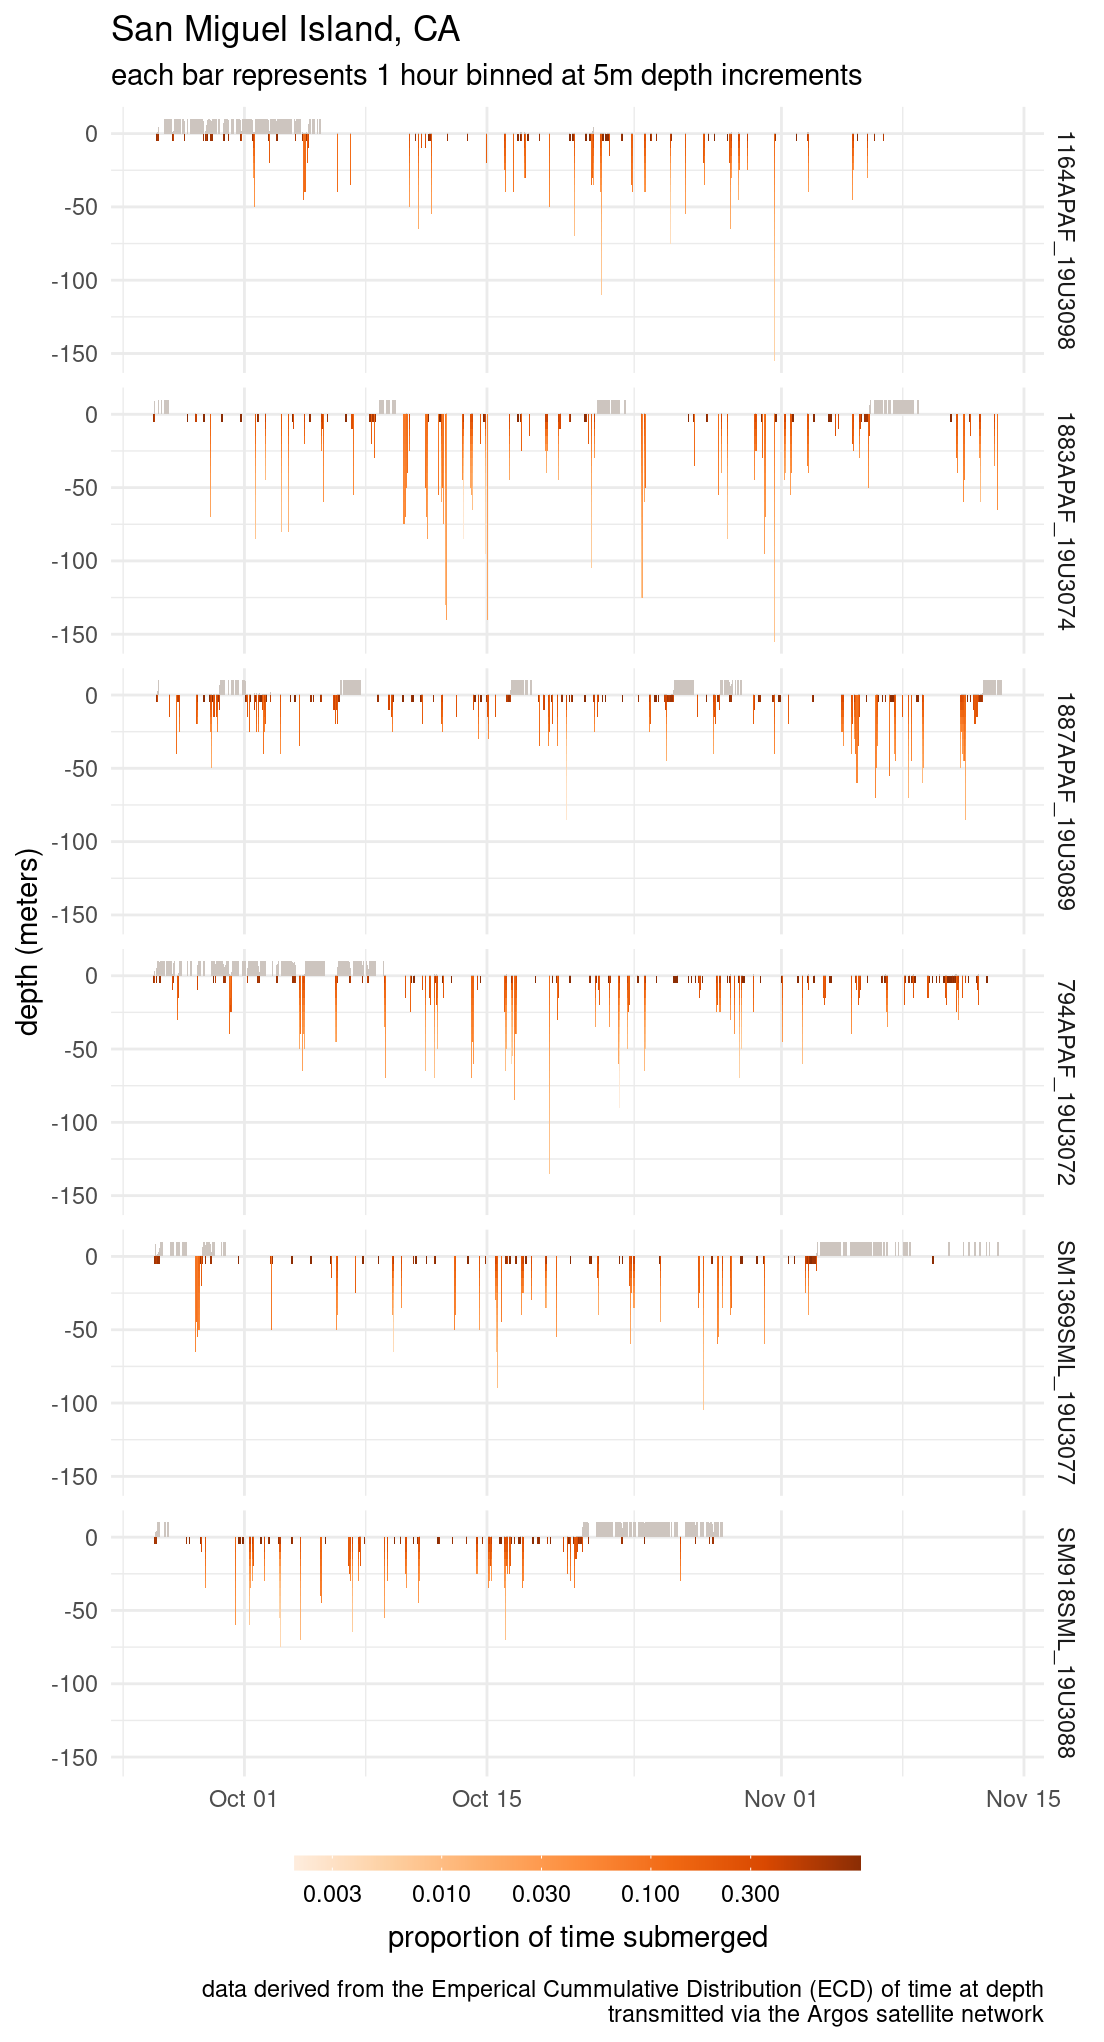 San Miguel Island, CA
each bar represents 1 hour binned at 5m depth increments
depth (meters)
0
-50
-100
-150
1164APAF_19U3098
0
-50
-100
-150
1883APAF_19U3074
0
-50
-100
-150
1887APAF_19U3089
0
-50
-100
-150
794APAF_19U3072
0
-50
-100
-150
SM1369SML_19U3077
0
-50
-100
-150
SM918SML_19U3088
Oct 01 Oct 15 Nov 01 Nov 15
0.003 0.010 0.030 0.100 0.300
proportion of time submerged
data derived from the Emperical Cummulative Distribution (ECD) of time at depth
transmitted via the Argos satellite network